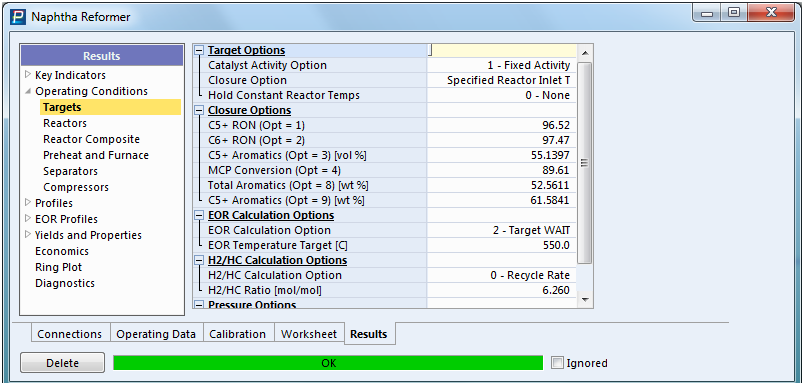 Naphtha Reformer
Results
Key Indicators
Operating Conditions
Targets
Reactors
Reactor Composite
Preheat and Furnace
Separators
Compressors
Profiles
EOR Profiles
Yields and Properties
Economics
Ring Plot
Diagnostics
Target Options
Catalyst Activity Option 1 - Fixed Activity
Closure Option Specified Reactor Inlet T
Hold Constant Reactor Temps 0 - None
Closure Options
C5+ RON (Opt = 1) 96.52
C6+ RON (Opt = 2) 97.47
C5+ Aromatics (Opt = 3) [vol %] 55.1397
MCP Conversion (Opt = 4) 89.61
Total Aromatics (Opt = 8) [wt %] 52.5611
C5+ Aromatics (Opt = 9) [wt %] 61.5841
EOR Calculation Options
EOR Calculation Option 2 - Target WAIT
EOR Temperature Target [C] 550.0
H2/HC Calculation Options
H2/HC Calculation Option 0 - Recycle Rate
H2/HC Ratio [mol/mol] 6.260
Pressure Options
Connections Operating Data Calibration Worksheet Results
Delete OK Ignored